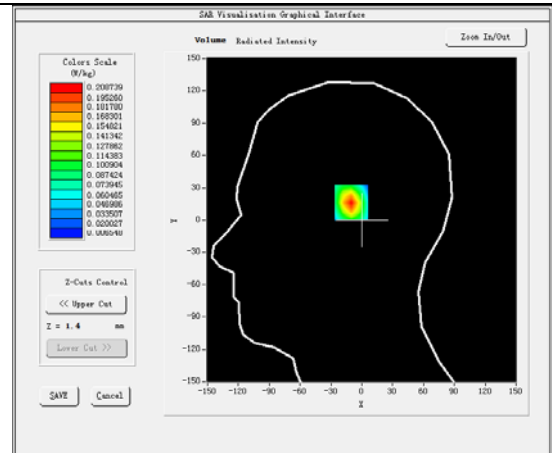 SAR Visualisation Graphical Interface
Volume Radiated Intensity
Zoom In/Out
Colors Scale
(W/kg)
0.208739
0.195260
0.181780
0.168301
0.154821
0.141342
0.127862
0.114383
0.100904
0.087424
0.073945
0.060465
0.046986
0.033507
0.020027
0.006548
Z-Cuts Control
<< Upper Cut
Z = 1.4 mm
Lower Cut >>
SAVE Cancel
150
120
90
60
30
0
-30
-60
-90
-120
-150
Y
-150 -120 -90 -60 -30 0 30 60 90 120 150
X